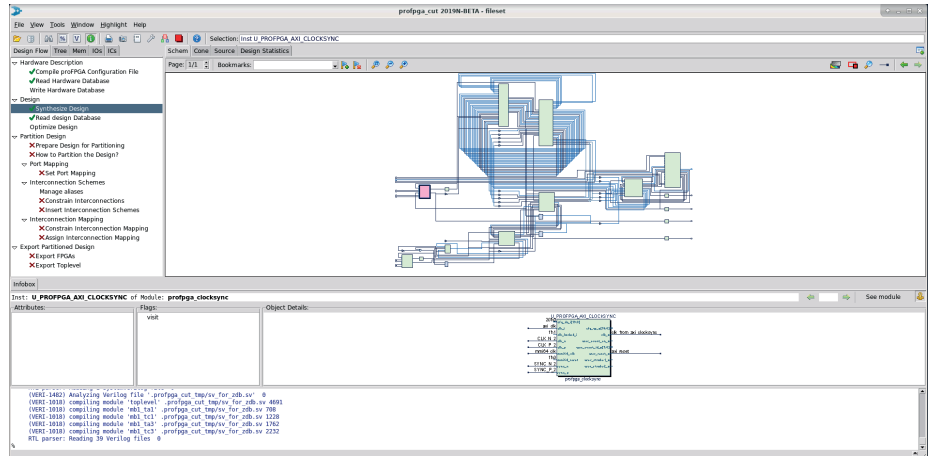 profpga_cut 2019N-BETA - fileset
File View Tools Window Highlight Help
Selection: Inst U_PROFPGA_AXI_CLOCKSYNC
Design Flow Tree Mem IOs ICs
Schem Cone Source Design Statistics
Page: 1/1 Bookmarks:
Hardware Description
Compile proFPGA Configuration File
Read Hardware Database
Write Hardware Database
Design
Synthesize Design
Read design Database
Optimize Design
Partition Design
Prepare Design for Partitioning
How to Partition the Design?
Port Mapping
Set Port Mapping
Interconnection Schemes
Manage aliases
Constrain Interconnections
Insert Interconnection Schemes
Interconnection Mapping
Constrain Interconnection Mapping
Assign Interconnection Mapping
Export Partitioned Design
Export FPGAs
Export Toplevel
Infobox
Inst: U_PROFPGA_AXI_CLOCKSYNC of Module: profpga_clocksync
See module
Attributes:
Flags:
Object Details:
visit
U_PROFPGA_AXI_CLOCKSYNC
axi_clk
CLK_N_2
CLK_P_2
mmi64_clk
SYNC_N_2
SYNC_P_2
clk_from_axi_clocksync
axi_reset
profpga_clocksync
(VERI-1482) Analyzing Verilog file '.profpga_cut_tmp/sv_for_zdb.sv' 0
(VERI-1018) compiling module 'toplevel' .profpga_cut_tmp/sv_for_zdb.sv 4691
(VERI-1018) compiling module 'mb1_ta1' .profpga_cut_tmp/sv_for_zdb.sv 708
(VERI-1018) compiling module 'mb1_tc1' .profpga_cut_tmp/sv_for_zdb.sv 1228
(VERI-1018) compiling module 'mb1_ta3' .profpga_cut_tmp/sv_for_zdb.sv 1762
(VERI-1018) compiling module 'mb1_tc3' .profpga_cut_tmp/sv_for_zdb.sv 2232
RTL parser: Reading 39 Verilog files 0
%